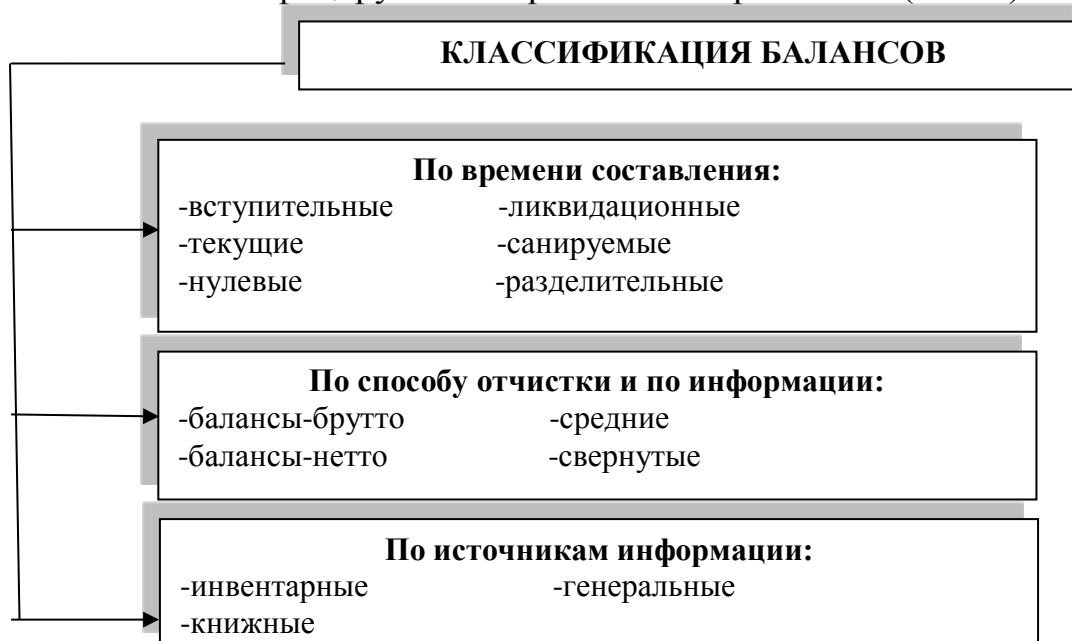 КЛАССИФИКАЦИЯ БАЛАНСОВ
По времени составления:
-вступительные -ликвидационные
-текущие -санируемые
-нулевые -разделительные
По способу отчистки и по информации:
-балансы-брутто -средние
-балансы-нетто -свернутые
По источникам информации:
-инвентарные -генеральные
-книжные